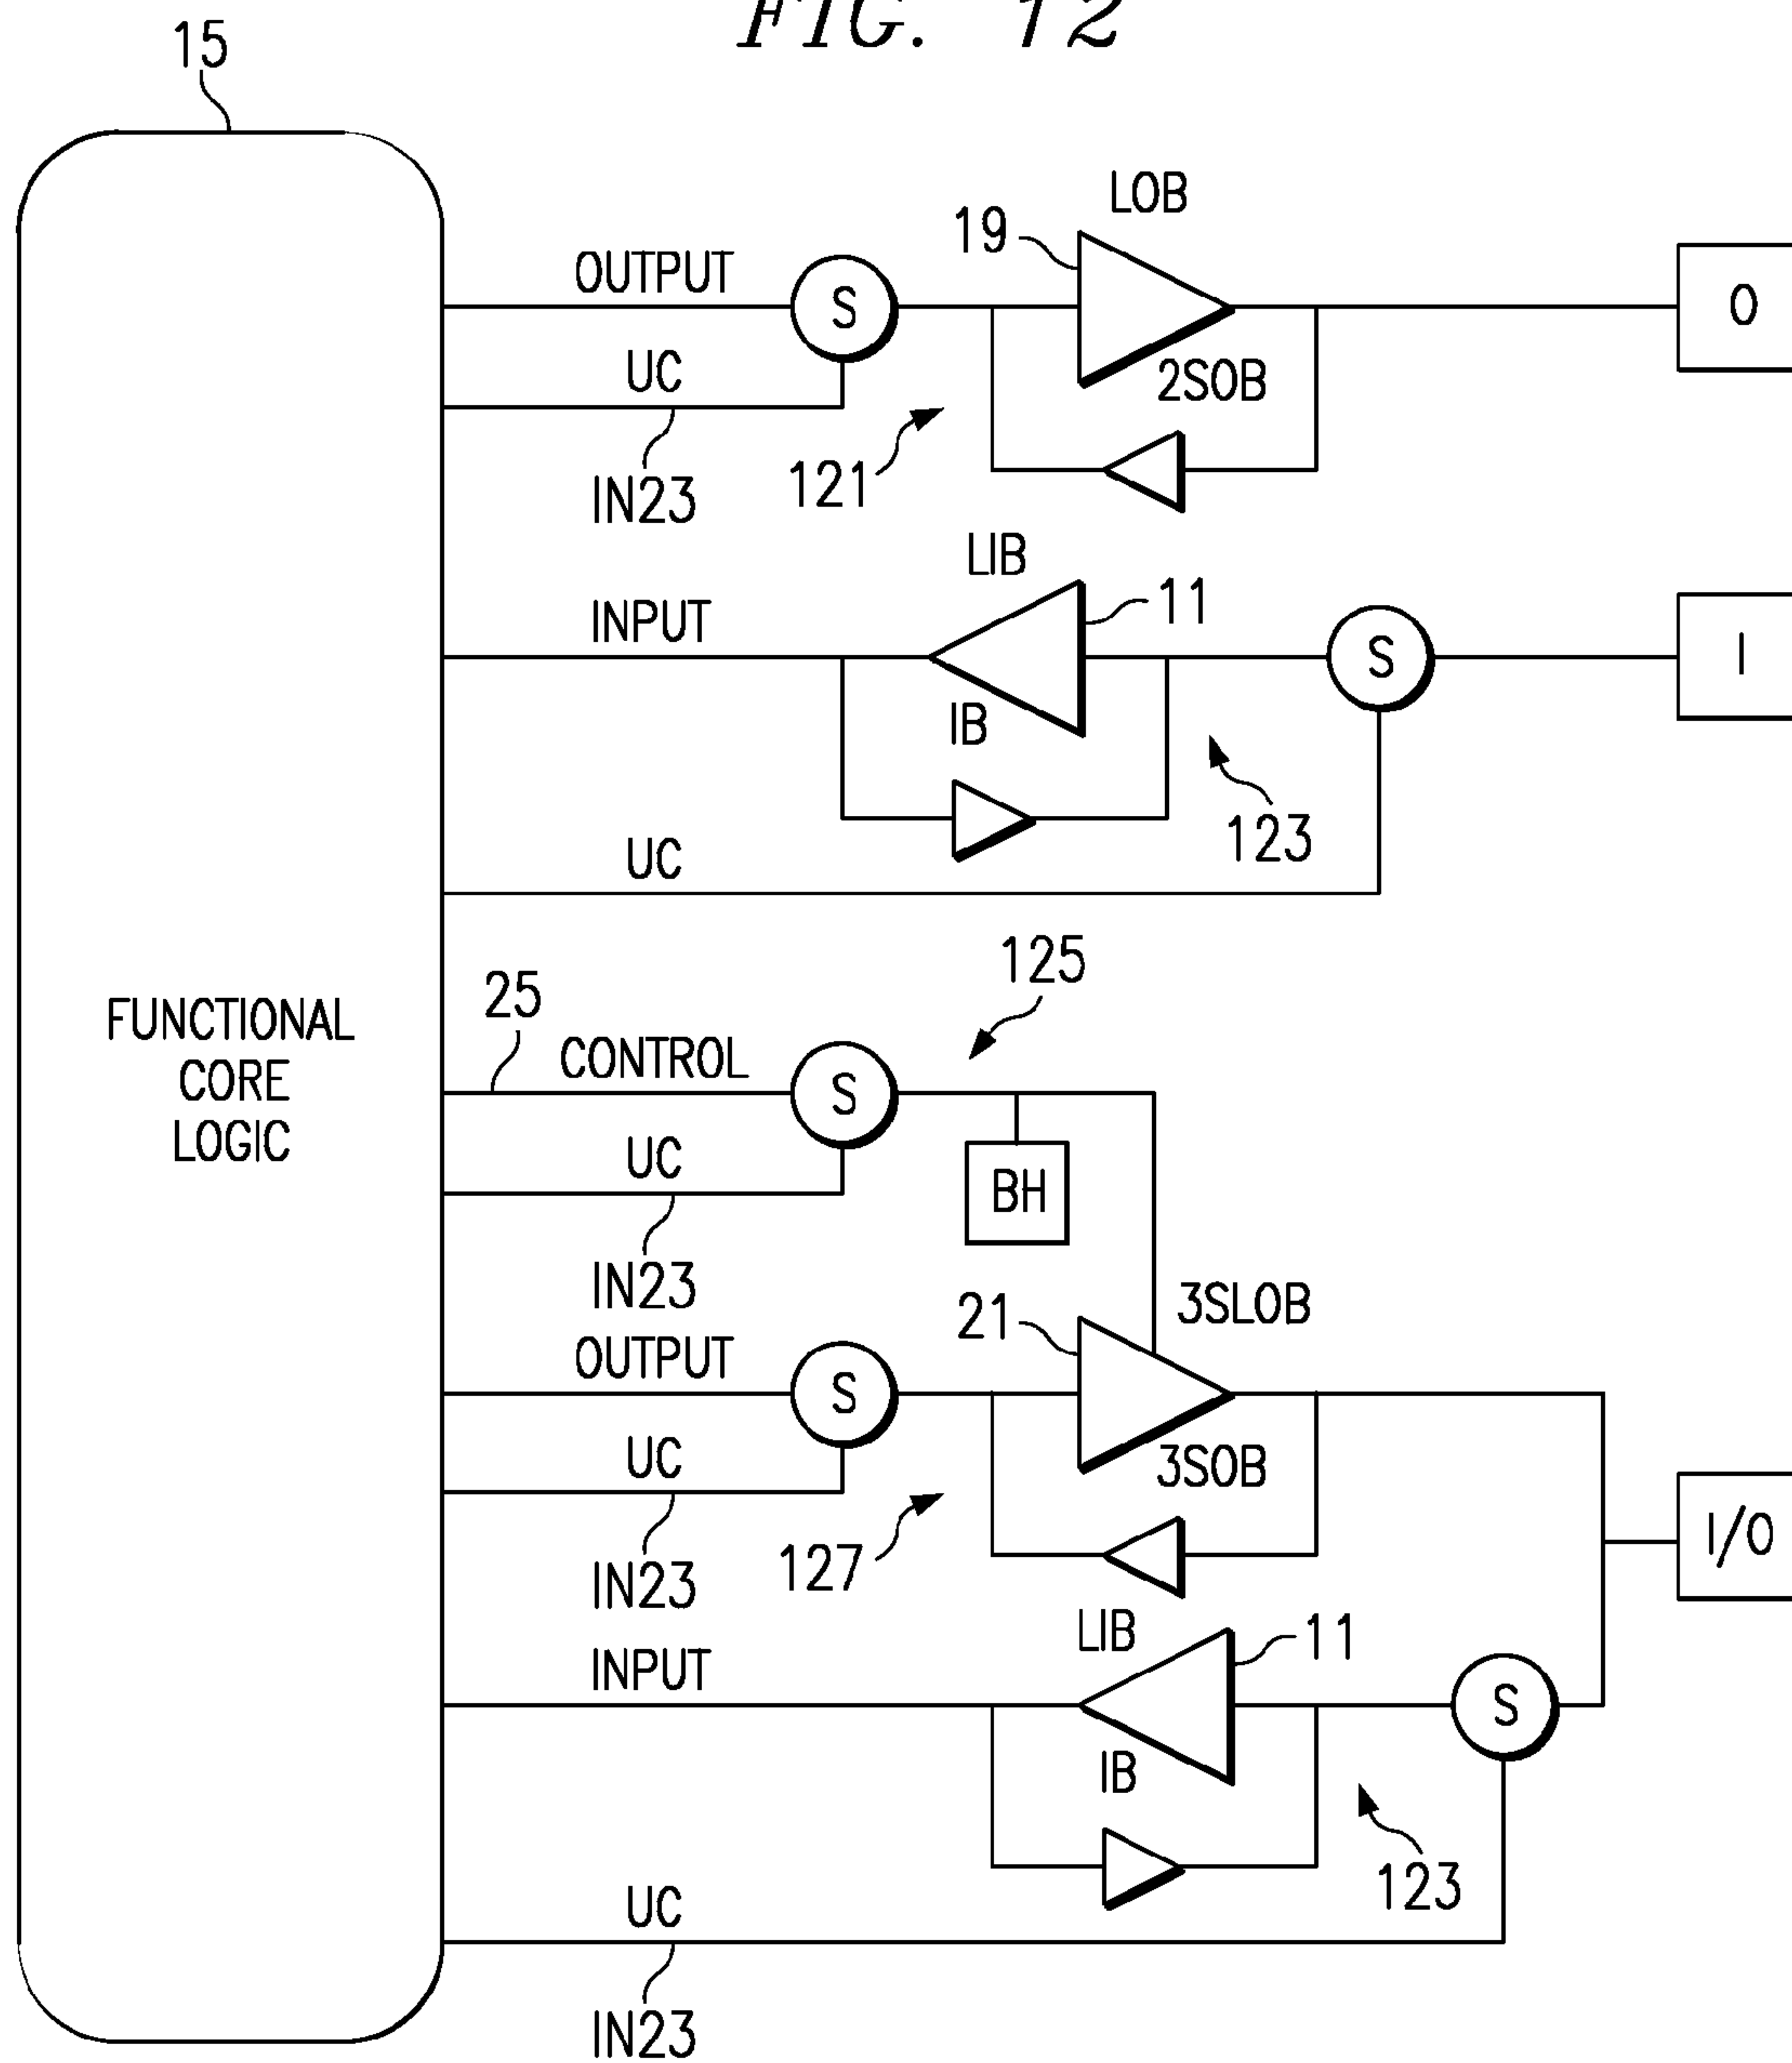 FIG. 12
15
LOB
19
OUTPUT
S
O
UC
2SOB
121
IN23
LIB
11
INPUT
S
I
IB
123
UC
125
25
CONTROL
S
FUNCTIONAL
CORE
LOGIC
UC
BH
IN23
3SLOB
21
OUTPUT
S
UC
3SOB
I/O
127
IN23
LIB
11
INPUT
S
IB
123
UC
IN23